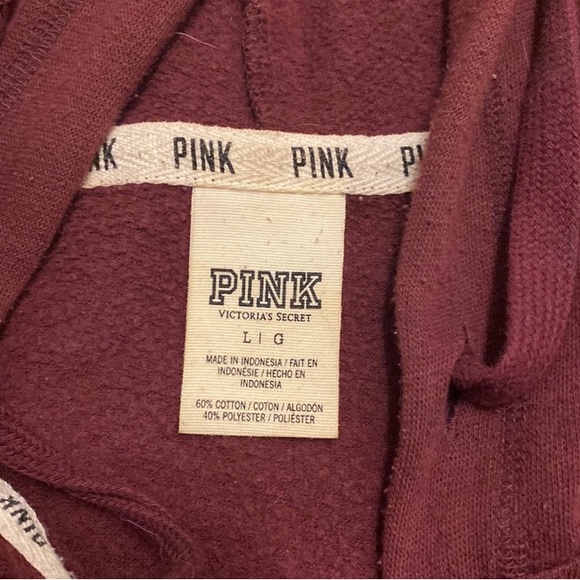 PINK PINK
PINK
VICTORIA'S SECRET
L | G
MADE IN INDONESIA / FAIT EN
INDONÉSIE / HECHO EN
INDONESIA
60% COTTON / COTON / ALGODÓN
40% POLYESTER / POLIÉSTER
PINK